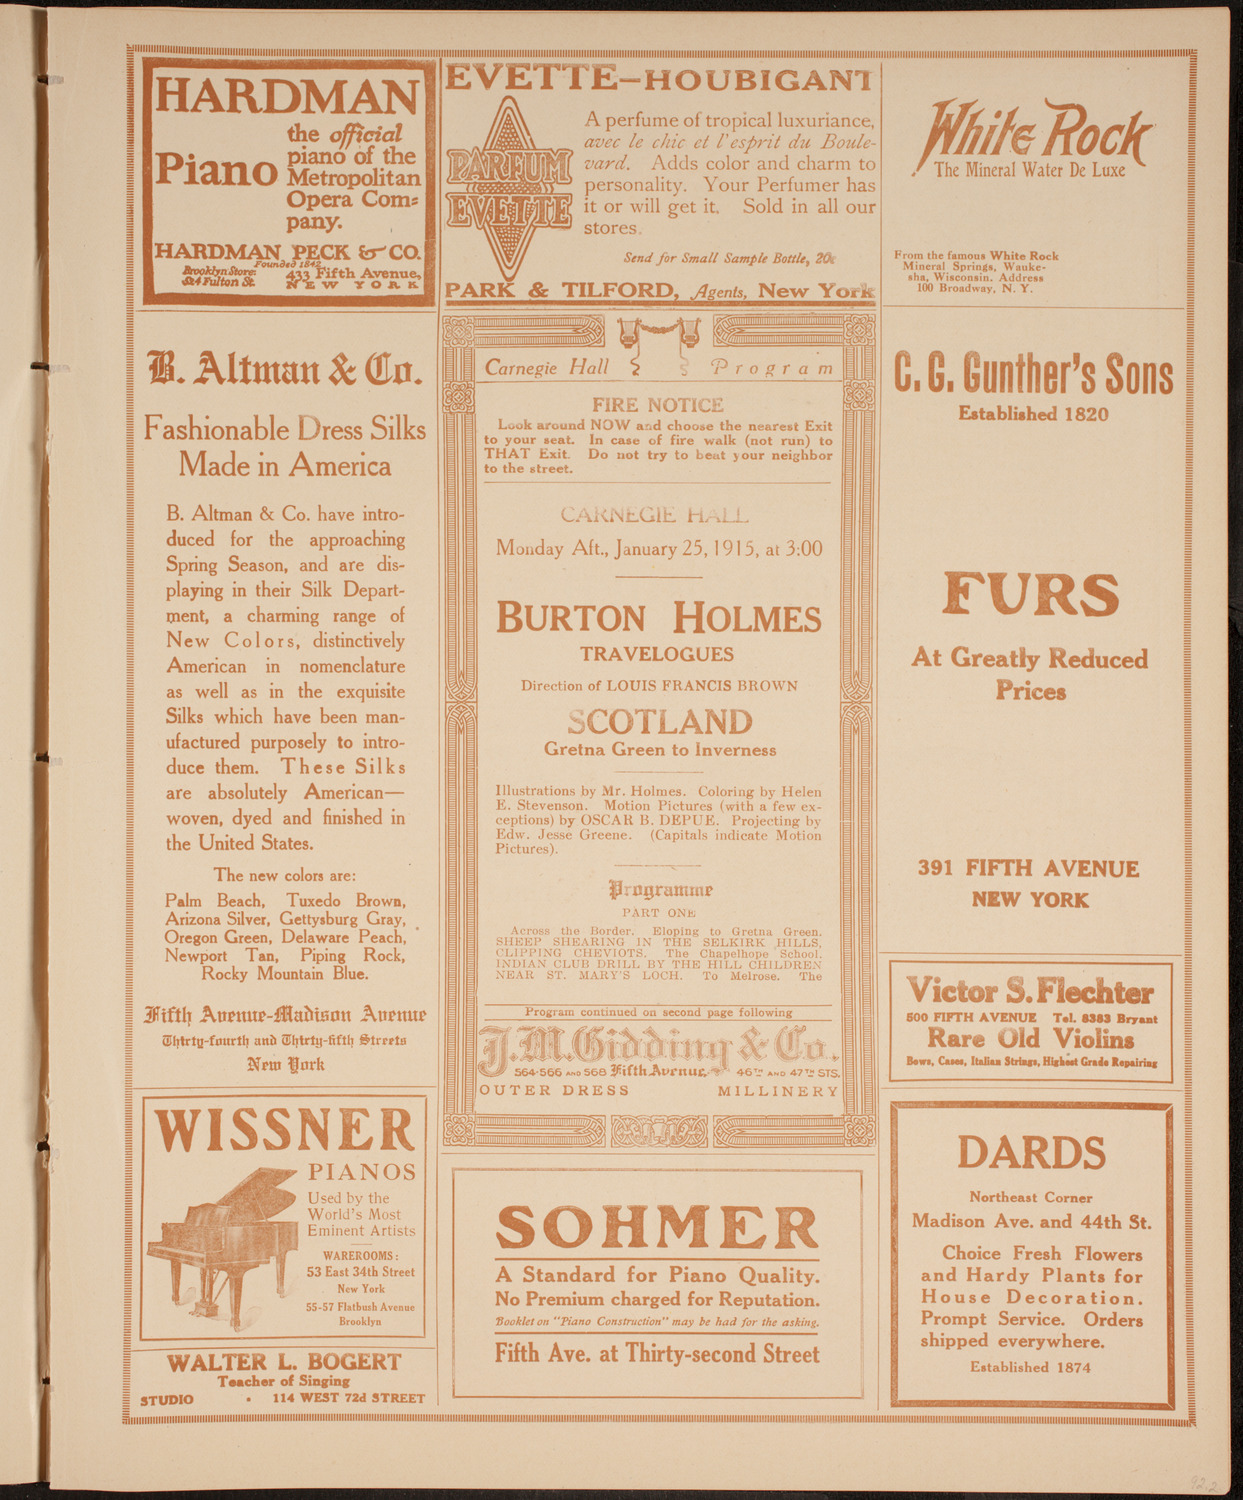 HARDMAN
Piano
the official
piano of the
Metropolitan
Opera Com=
pany.
HARDMAN, PECK & CO.
Founded 1842
Brooklyn Store:
524 Fulton St.
433 Fifth Avenue,
NEW YORK
B. Altman & Co.
Fashionable Dress Silks
Made in America
B. Altman & Co. have intro-
duced for the approaching
Spring Season, and are dis-
playing in their Silk Depart-
ment, a charming range of
New Colors, distinctively
American in nomenclature
as well as in the exquisite
Silks which have been man-
ufactured purposely to intro-
duce them. These Silks
are absolutely American—
woven, dyed and finished in
the United States.
The new colors are:
Palm Beach, Tuxedo Brown,
Arizona Silver, Gettysburg Gray,
Oregon Green, Delaware Peach,
Newport Tan, Piping Rock,
Rocky Mountain Blue.
Fifth Avenue-Madison Avenue
Thirty-fourth and Thirty-fifth Streets
New York
WISSNER
PIANOS
Used by the
World's Most
Eminent Artists
WAREROOMS:
53 East 34th Street
New York
55-57 Flatbush Avenue
Brooklyn
WALTER L. BOGERT
Teacher of Singing
STUDIO • 114 WEST 72d STREET
EVETTE—HOUBIGANT
PARFUM
EVETTE
A perfume of tropical luxuriance,
avec le chic et l'esprit du Boule-
vard. Adds color and charm to
personality. Your Perfumer has
it or will get it. Sold in all our
stores.
Send for Small Sample Bottle, 20c
PARK & TILFORD, Agents, New York
Carnegie Hall Program
FIRE NOTICE
Look around NOW and choose the nearest Exit
to your seat. In case of fire walk (not run) to
THAT Exit. Do not try to beat your neighbor
to the street.
CARNEGIE HALL
Monday Aft., January 25, 1915, at 3:00
BURTON HOLMES
TRAVELOGUES
Direction of LOUIS FRANCIS BROWN
SCOTLAND
Gretna Green to Inverness
Illustrations by Mr. Holmes. Coloring by Helen
E. Stevenson. Motion Pictures (with a few ex-
ceptions) by OSCAR B. DEPUE. Projecting by
Edw. Jesse Greene. (Capitals indicate Motion
Pictures).
Programme
PART ONE
Across the Border. Eloping to Gretna Green.
SHEEP SHEARING IN THE SELKIRK HILLS,
CLIPPING CHEVIOTS. The Chapelhope School.
INDIAN CLUB DRILL BY THE HILL CHILDREN
NEAR ST. MARY'S LOCH. To Melrose. The
Program continued on second page following
J.M. Gidding & Co.
564-566 AND 568 Fifth Avenue, 46TH AND 47TH STS.
OUTER DRESS MILLINERY
SOHMER
A Standard for Piano Quality.
No Premium charged for Reputation.
Booklet on "Piano Construction" may be had for the asking.
Fifth Ave. at Thirty-second Street
White Rock
The Mineral Water De Luxe
From the famous White Rock
Mineral Springs, Wauke-
sha, Wisconsin. Address
100 Broadway, N. Y.
C. G. Gunther's Sons
Established 1820
FURS
At Greatly Reduced
Prices
391 FIFTH AVENUE
NEW YORK
Victor S. Flechter
500 FIFTH AVENUE Tel. 8383 Bryant
Rare Old Violins
Bows, Cases, Italian Strings, Highest Grade Repairing
DARDS
Northeast Corner
Madison Ave. and 44th St.
Choice Fresh Flowers
and Hardy Plants for
House Decoration.
Prompt Service. Orders
shipped everywhere.
Established 1874
92.2